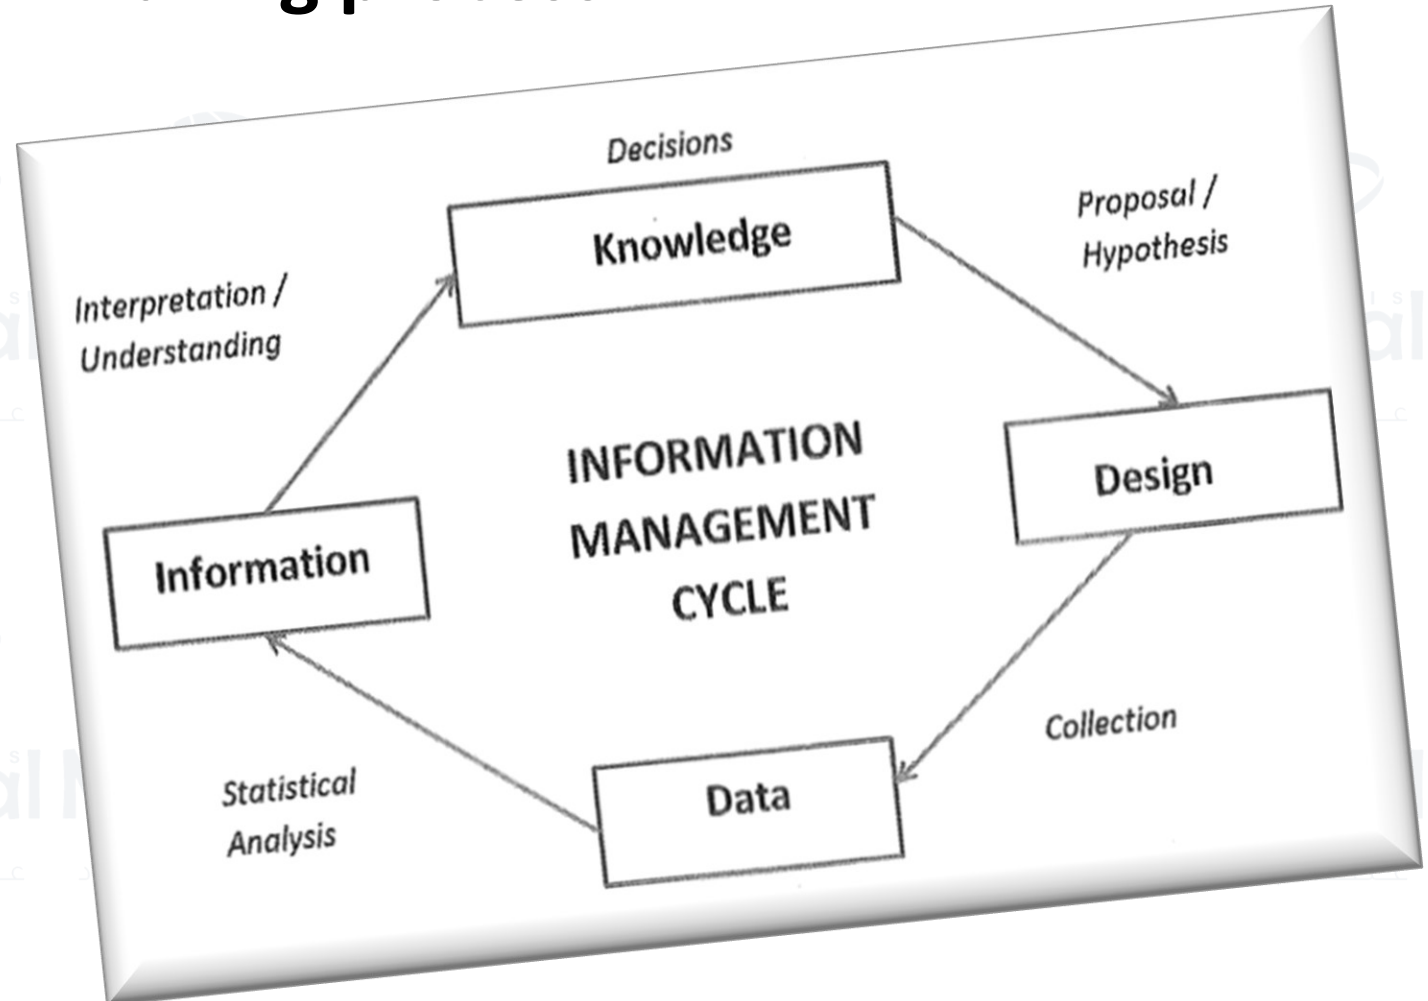 Decisions
Knowledge
Proposal /
Hypothesis
Interpretation /
Understanding
INFORMATION
MANAGEMENT
CYCLE
Design
Information
Collection
Data
Statistical
Analysis